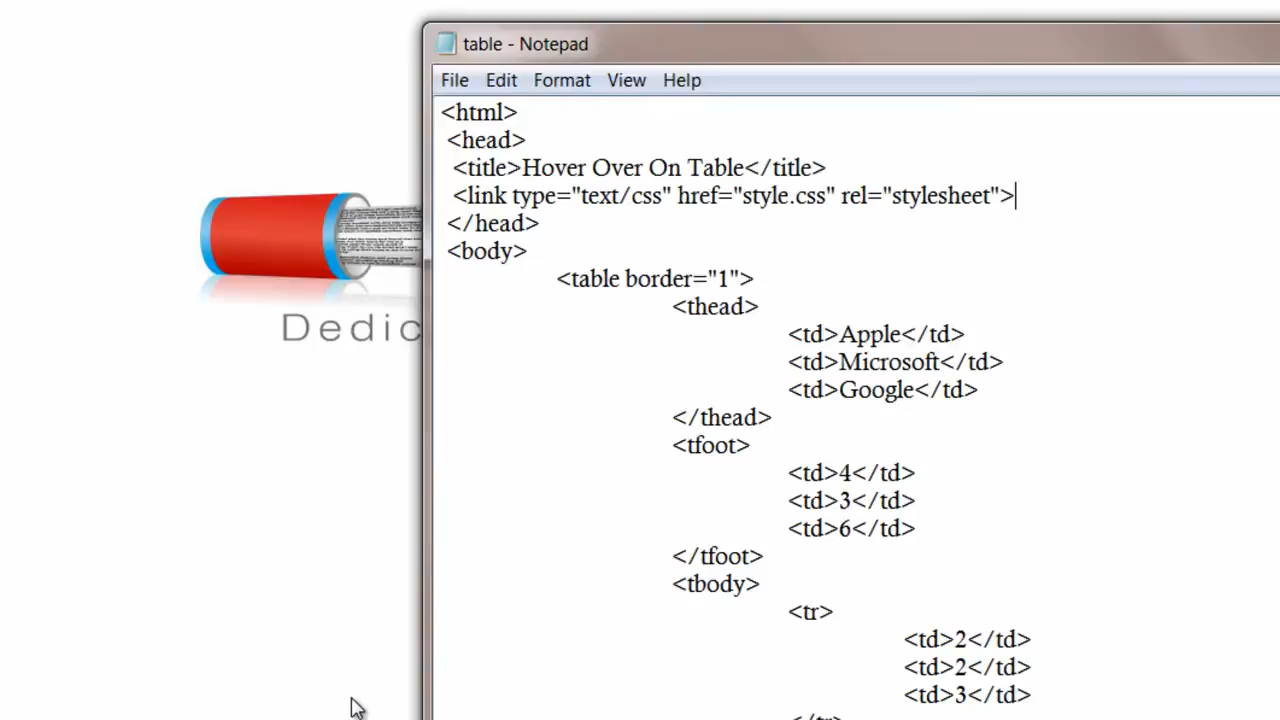 table - Notepad
File Edit Format View Help
<html>
<head>
<title>Hover Over On Table</title>
<link type="text/css" href="style.css" rel="stylesheet">
</head>
<body>
<table border="1">
<thead>
<td>Apple</td>
<td>Microsoft</td>
<td>Google</td>
</thead>
<tfoot>
<td>4</td>
<td>3</td>
<td>6</td>
</tfoot>
<tbody>
<tr>
<td>2</td>
<td>2</td>
<td>3</td>
</tr>
Dedic